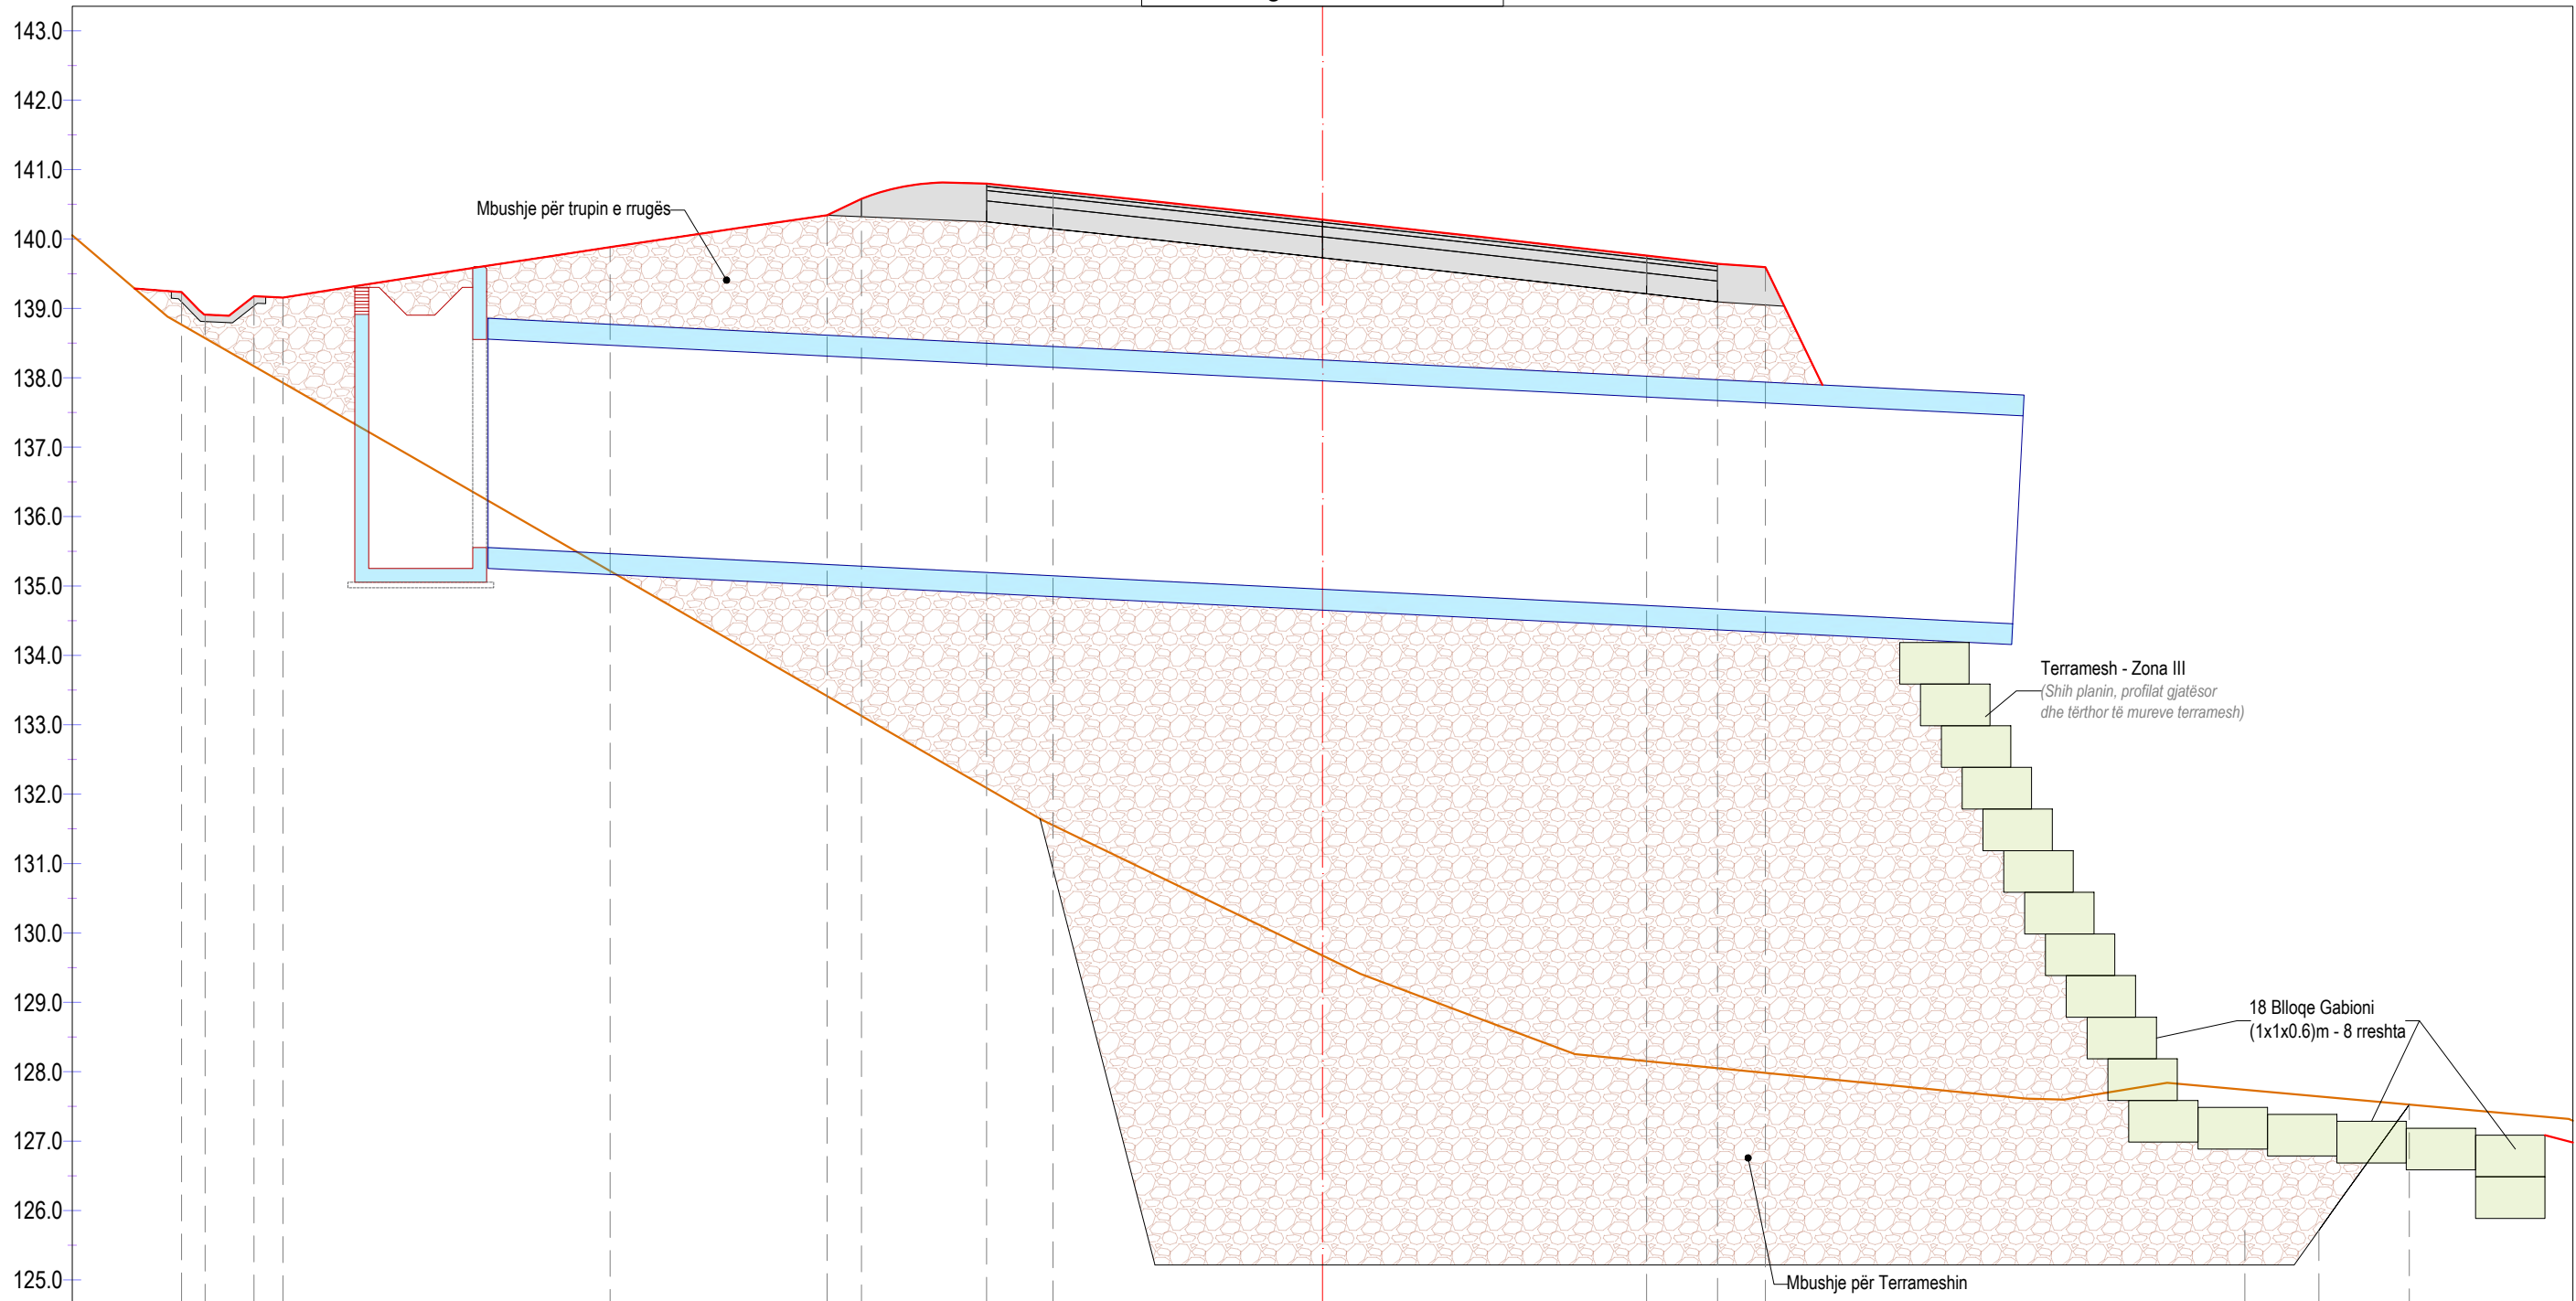 143.0
142.0
141.0
140.0
139.0
138.0
137.0
136.0
135.0
134.0
133.0
132.0
131.0
130.0
129.0
128.0
127.0
126.0
125.0
Mbushje për trupin e rrugës
Terramesh - Zona III
(Shih planin, profilat gjatësor
dhe tërthor të mureve terramesh)
18 Blloqe Gabioni
(1x1x0.6)m - 8 rreshta
Mbushje për Terrameshin